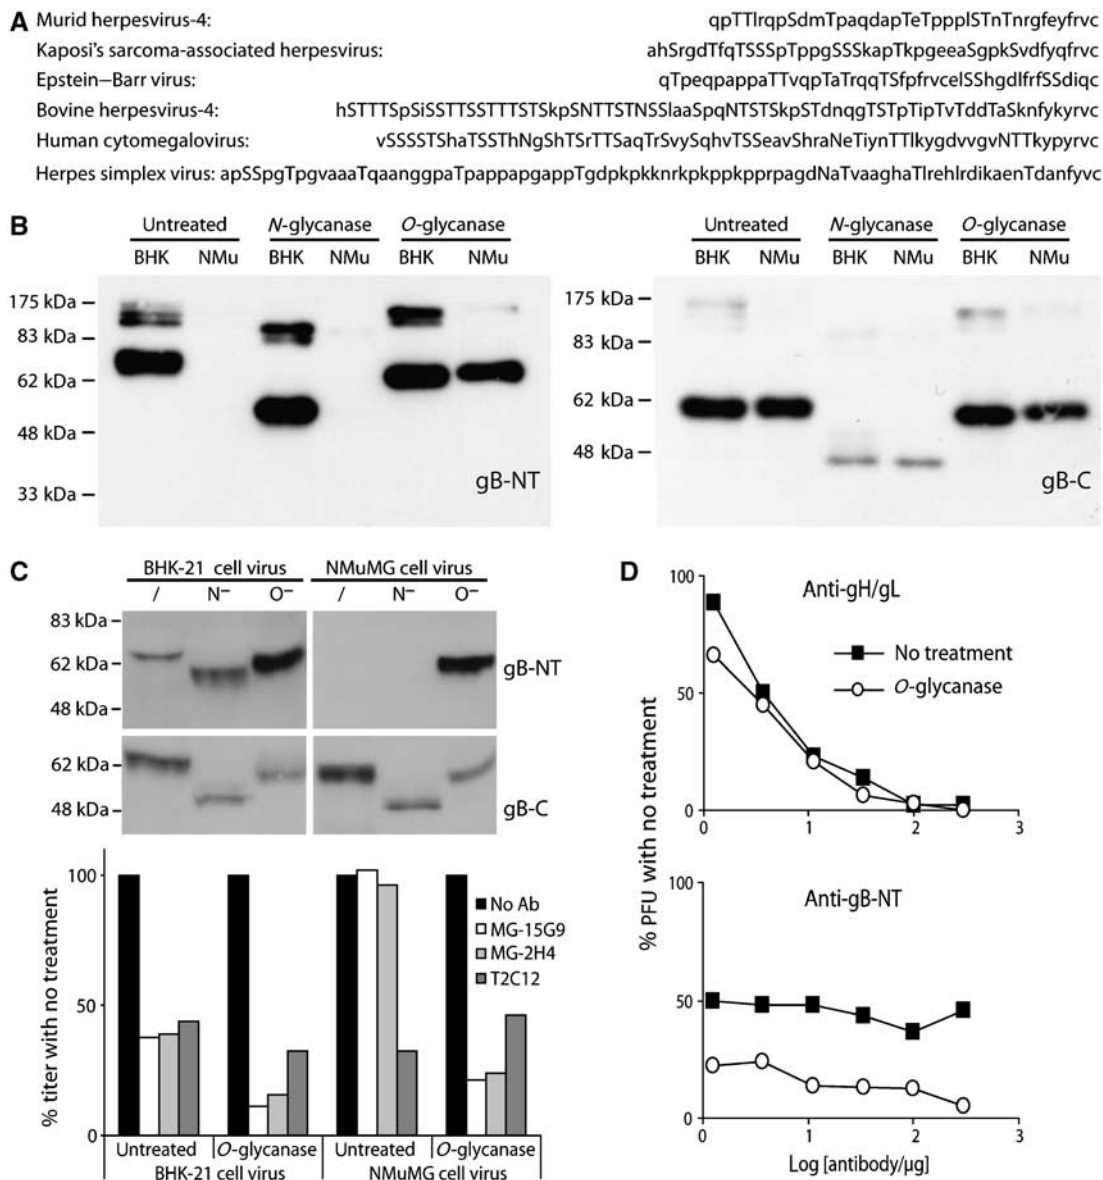 A
Murid herpesvirus-4: qpTTlrqpSdmTpaqdapTeTppplSTnTnrgfeyfrvc
Kaposi's sarcoma-associated herpesvirus: ahSrgdTfqTSSSpTppgSSSkapTkpgeeaSgpkSvdfyqfrvc
Epstein–Barr virus: qTpeqpappaTTvqpTaTrqqTSfpfrvcelSShgdlfrfSSdiqc
Bovine herpesvirus-4: hSTTTSpSiSSTTSSTTTSTSkpSNTTSTNSSlaaSpqNTSTSkpSTdnqgTSTpTipTvTddTaSknfykyrvc
Human cytomegalovirus: vSSSSTShaTSSThNgShTSrTTSaqTrSvySqhvTSSeavShraNeTiynTTlkygdvvgvNTTkypyrvc
Herpes simplex virus: apSSpgTpgvaaaTqaanggpaTpappapgappTgdpkpkknrkpkppkpprpagdNaTvaaghaTlrehlrdikaenTdanfyvc
B
Untreated N-glycanase O-glycanase
BHK NMu BHK NMu BHK NMu
175 kDa
83 kDa
62 kDa
48 kDa
33 kDa
gB-NT
Untreated N-glycanase O-glycanase
BHK NMu BHK NMu BHK NMu
175 kDa
83 kDa
62 kDa
48 kDa
gB-C
C
BHK-21 cell virus NMuMG cell virus
/ N– O– / N– O–
83 kDa
62 kDa
48 kDa
gB-NT
62 kDa
48 kDa
gB-C
% titer with no treatment
100
50
0
No Ab
MG-15G9
MG-2H4
T2C12
Untreated O-glycanase Untreated O-glycanase
BHK-21 cell virus NMuMG cell virus
D
% PFU with no treatment
Anti-gH/gL
No treatment
O-glycanase
100
50
0
0 1 2 3
Anti-gB-NT
100
50
0
0 1 2 3
Log [antibody/µg]